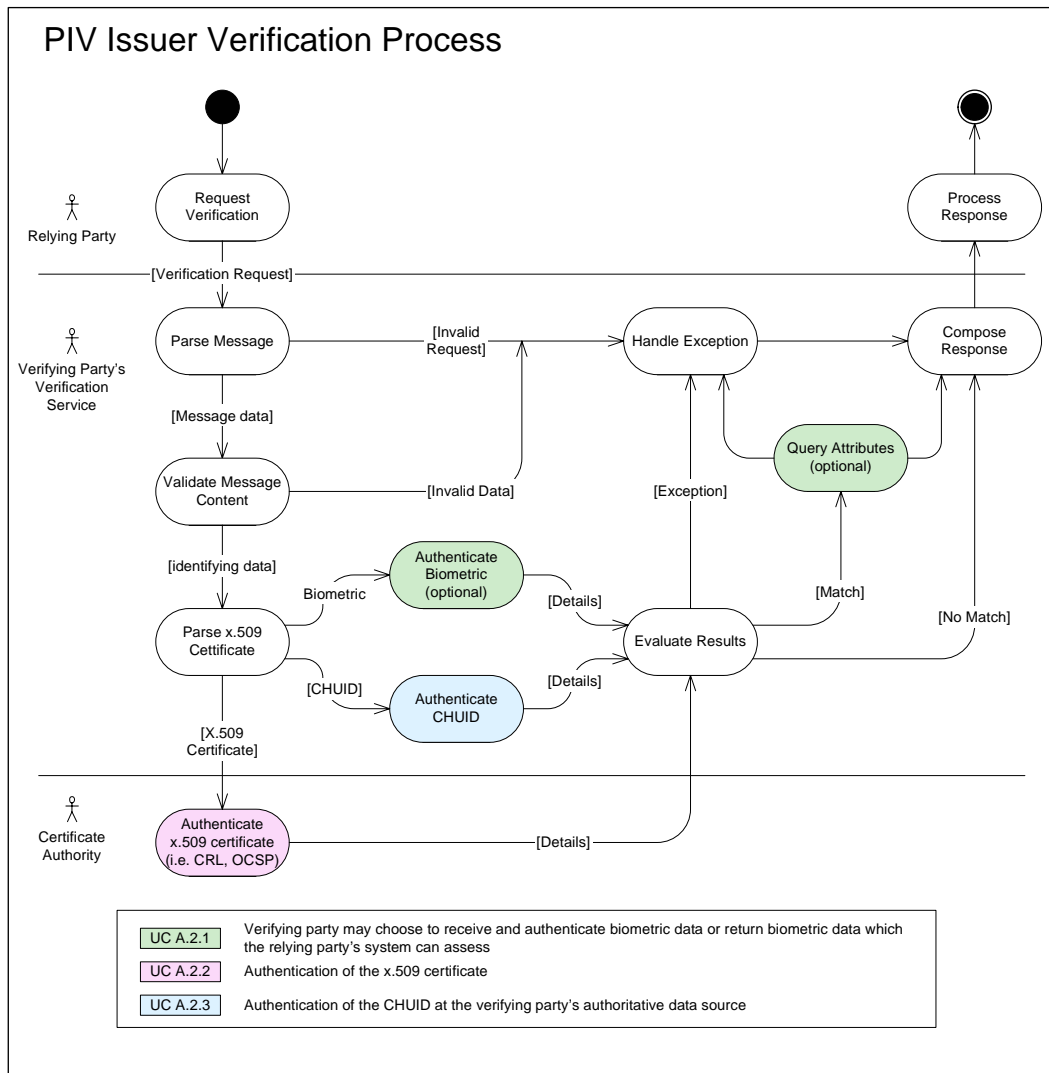 PIV Issuer Verification Process
Request
Verification
Process
Response
Relying Party
[Verification Request]
Parse Message
[Invalid
Request]
Handle Exception
Compose
Response
Verifying Party's
Verification
Service
[Message data]
Query Attributes
(optional)
Validate Message
Content
[Invalid Data]
[Exception]
[identifying data]
Authenticate
Biometric
(optional)
Biometric
[Details]
[Match]
[No Match]
Parse x.509
Cettificate
Evaluate Results
[CHUID]
[Details]
Authenticate
CHUID
[X.509
Certificate]
Certificate
Authority
Authenticate
x.509 certificate
(i.e. CRL, OCSP)
[Details]
UC A.2.1
Verifying party may choose to receive and authenticate biometric data or return biometric data which
the relying party's system can assess
UC A.2.2
Authentication of the x.509 certificate
UC A.2.3
Authentication of the CHUID at the verifying party's authoritative data source